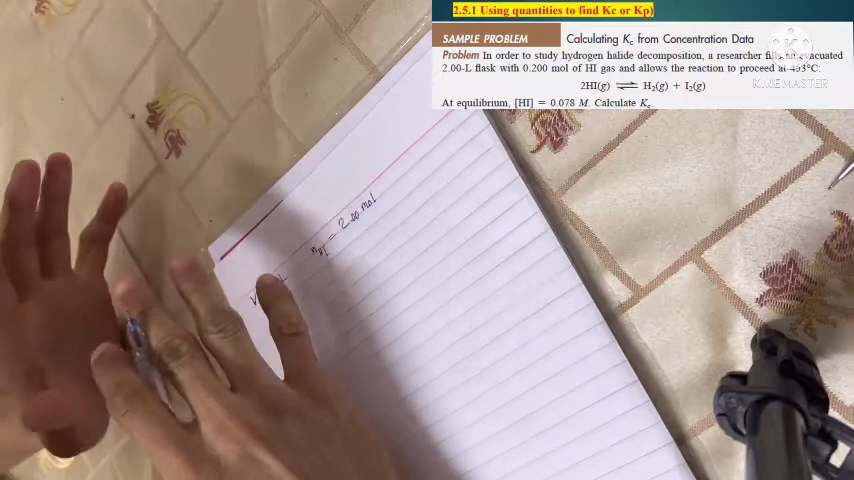 2.5.1 Using quantities to find Kc or Kp)
SAMPLE PROBLEM Calculating Kc from Concentration Data
Problem In order to study hydrogen halide decomposition, a researcher fills an evacuated
2.00-L flask with 0.200 mol of HI gas and allows the reaction to proceed at 453°C:
2HI(g) ⇌ H₂(g) + I₂(g)
At equilibrium, [HI] = 0.078 M. Calculate Kc.
K
KINEMASTER
nHI = 2.00 mol
V